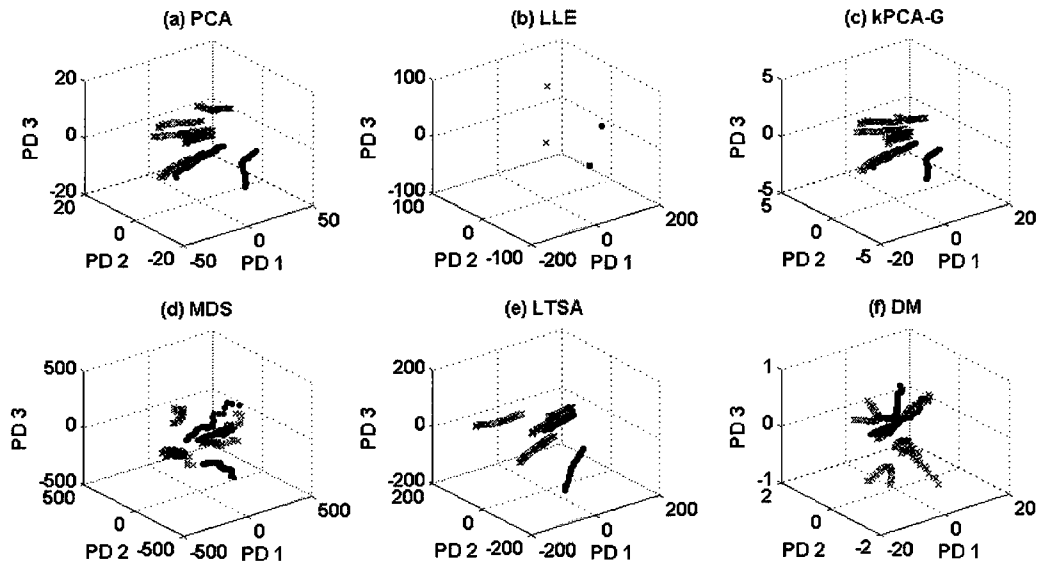 (a) PCA
20
0
-20
20
0
-20
-50
0
50
PD 3
PD 2
PD 1
(b) LLE
100
0
-100
100
0
-100
-200
0
200
PD 3
PD 2
PD 1
(c) kPCA-G
5
0
-5
5
0
-5
-20
0
20
PD 3
PD 2
PD 1
(d) MDS
500
0
-500
500
0
-500
-500
0
500
PD 3
PD 2
PD 1
(e) LTSA
200
0
-200
200
0
-200
-200
0
200
PD 3
PD 2
PD 1
(f) DM
1
0
-1
2
0
-2
-20
0
20
PD 3
PD 2
PD 1